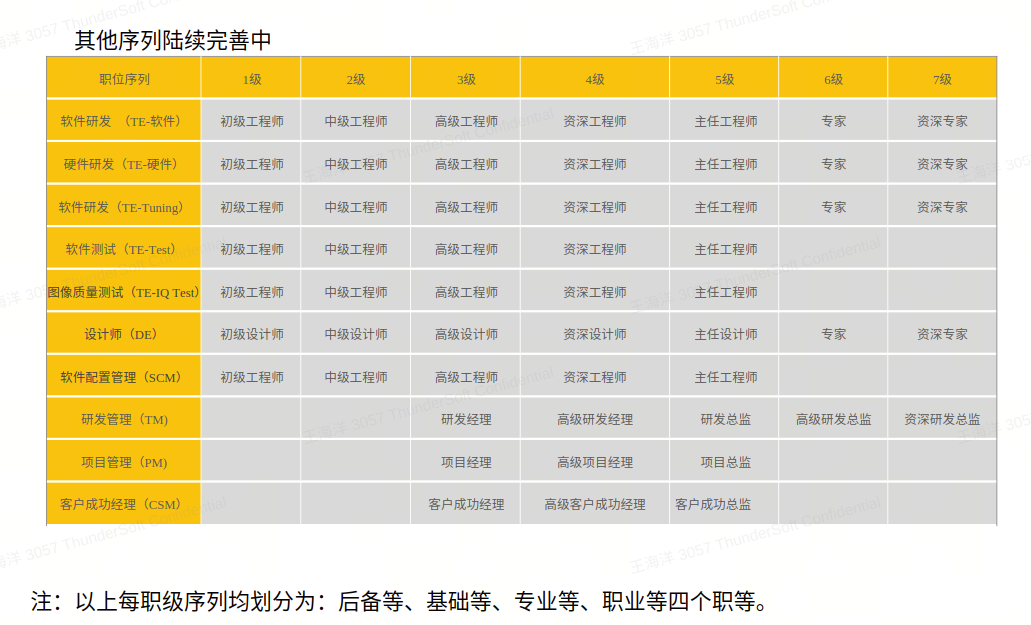 其他序列陆续完善中
职位序列 1级 2级 3级 4级 5级 6级 7级
软件研发 （TE-软件） 初级工程师 中级工程师 高级工程师 资深工程师 主任工程师 专家 资深专家
硬件研发（TE-硬件） 初级工程师 中级工程师 高级工程师 资深工程师 主任工程师 专家 资深专家
软件研发（TE-Tuning） 初级工程师 中级工程师 高级工程师 资深工程师 主任工程师 专家 资深专家
软件测试（TE-Test） 初级工程师 中级工程师 高级工程师 资深工程师 主任工程师
图像质量测试（TE-IQ Test） 初级工程师 中级工程师 高级工程师 资深工程师 主任工程师
设计师（DE） 初级设计师 中级设计师 高级设计师 资深设计师 主任设计师 专家 资深专家
软件配置管理（SCM） 初级工程师 中级工程师 高级工程师 资深工程师 主任工程师
研发管理（TM） 研发经理 高级研发经理 研发总监 高级研发总监 资深研发总监
项目管理（PM） 项目经理 高级项目经理 项目总监
客户成功经理（CSM） 客户成功经理 高级客户成功经理 客户成功总监
注：以上每职级序列均划分为：后备等、基础等、专业等、职业等四个职等。
王海洋 3057 ThunderSoft Confidential